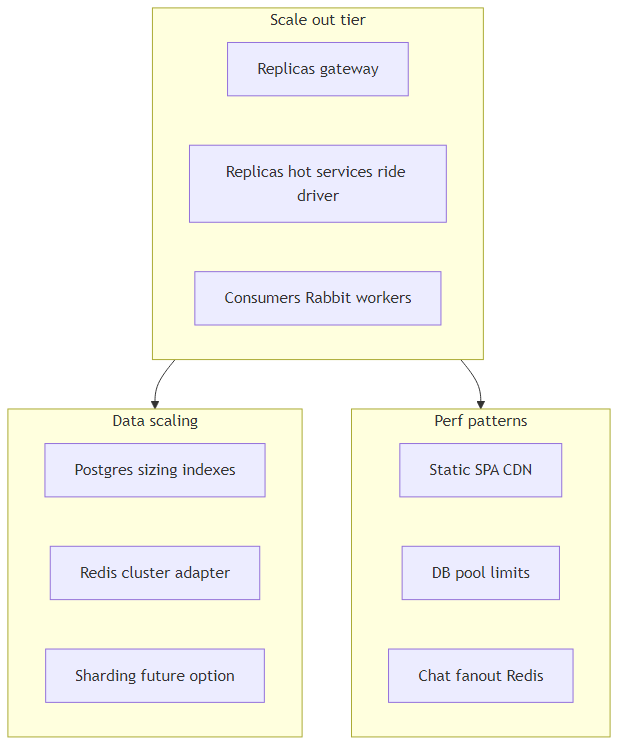 Scale out tier
Replicas gateway
Replicas hot services ride
driver
Consumers Rabbit workers
Data scaling
Postgres sizing indexes
Redis cluster adapter
Sharding future option
Perf patterns
Static SPA CDN
DB pool limits
Chat fanout Redis